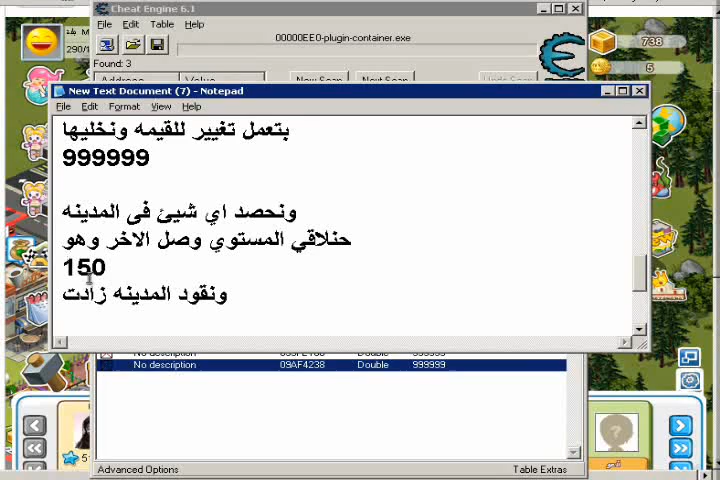 Cheat Engine 6.1
File Edit Table Help
00000EE0-plugin-container.exe
Found: 3
738
5
290/
New Text Document (7) - Notepad
File Edit Format View Help
بتعمل تغيير للقيمه ونخليها
999999
ونحصد اي شيئ فى المدينه
حنلاقي المستوي وصل الاخر وهو
150
ونقود المدينه زادت
No description 09AF4238 Double 999999
Advanced Options Table Extras